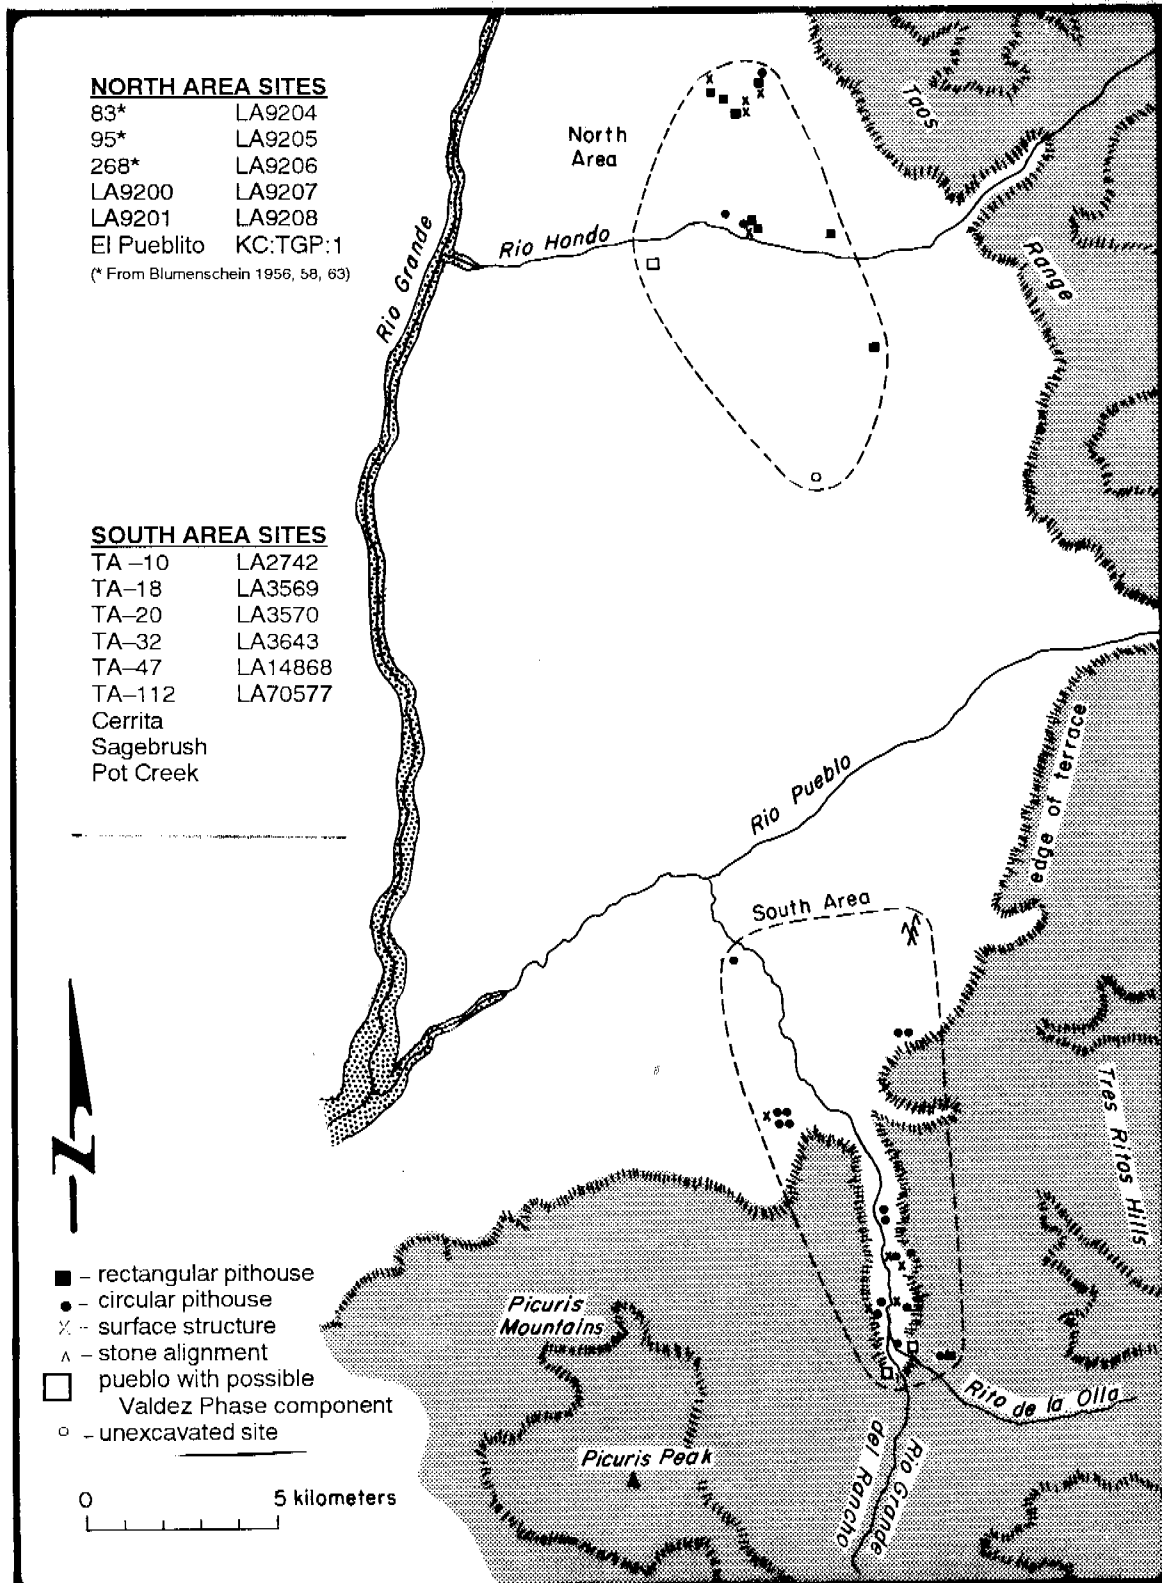 NORTH AREA SITES
83* LA9204
95* LA9205
268* LA9206
LA9200 LA9207
LA9201 LA9208
El Pueblito KC:TGP:1
(* From Blumenschein 1956, 58, 63)
North
Area
Taos
Range
Rio Hondo
Rio Grande
SOUTH AREA SITES
TA –10 LA2742
TA–18 LA3569
TA–20 LA3570
TA–32 LA3643
TA–47 LA14868
TA–112 LA70577
Cerrita
Sagebrush
Pot Creek
Rio Pueblo
edge of terrace
South Area
Tres Ritos Hills
N
– rectangular pithouse
– circular pithouse
X – surface structure
– stone alignment
pueblo with possible
Valdez Phase component
– unexcavated site
Picuris
Mountains
Picuris Peak
Rito de la Olla
Rio Grande
del Rancho
0 5 kilometers